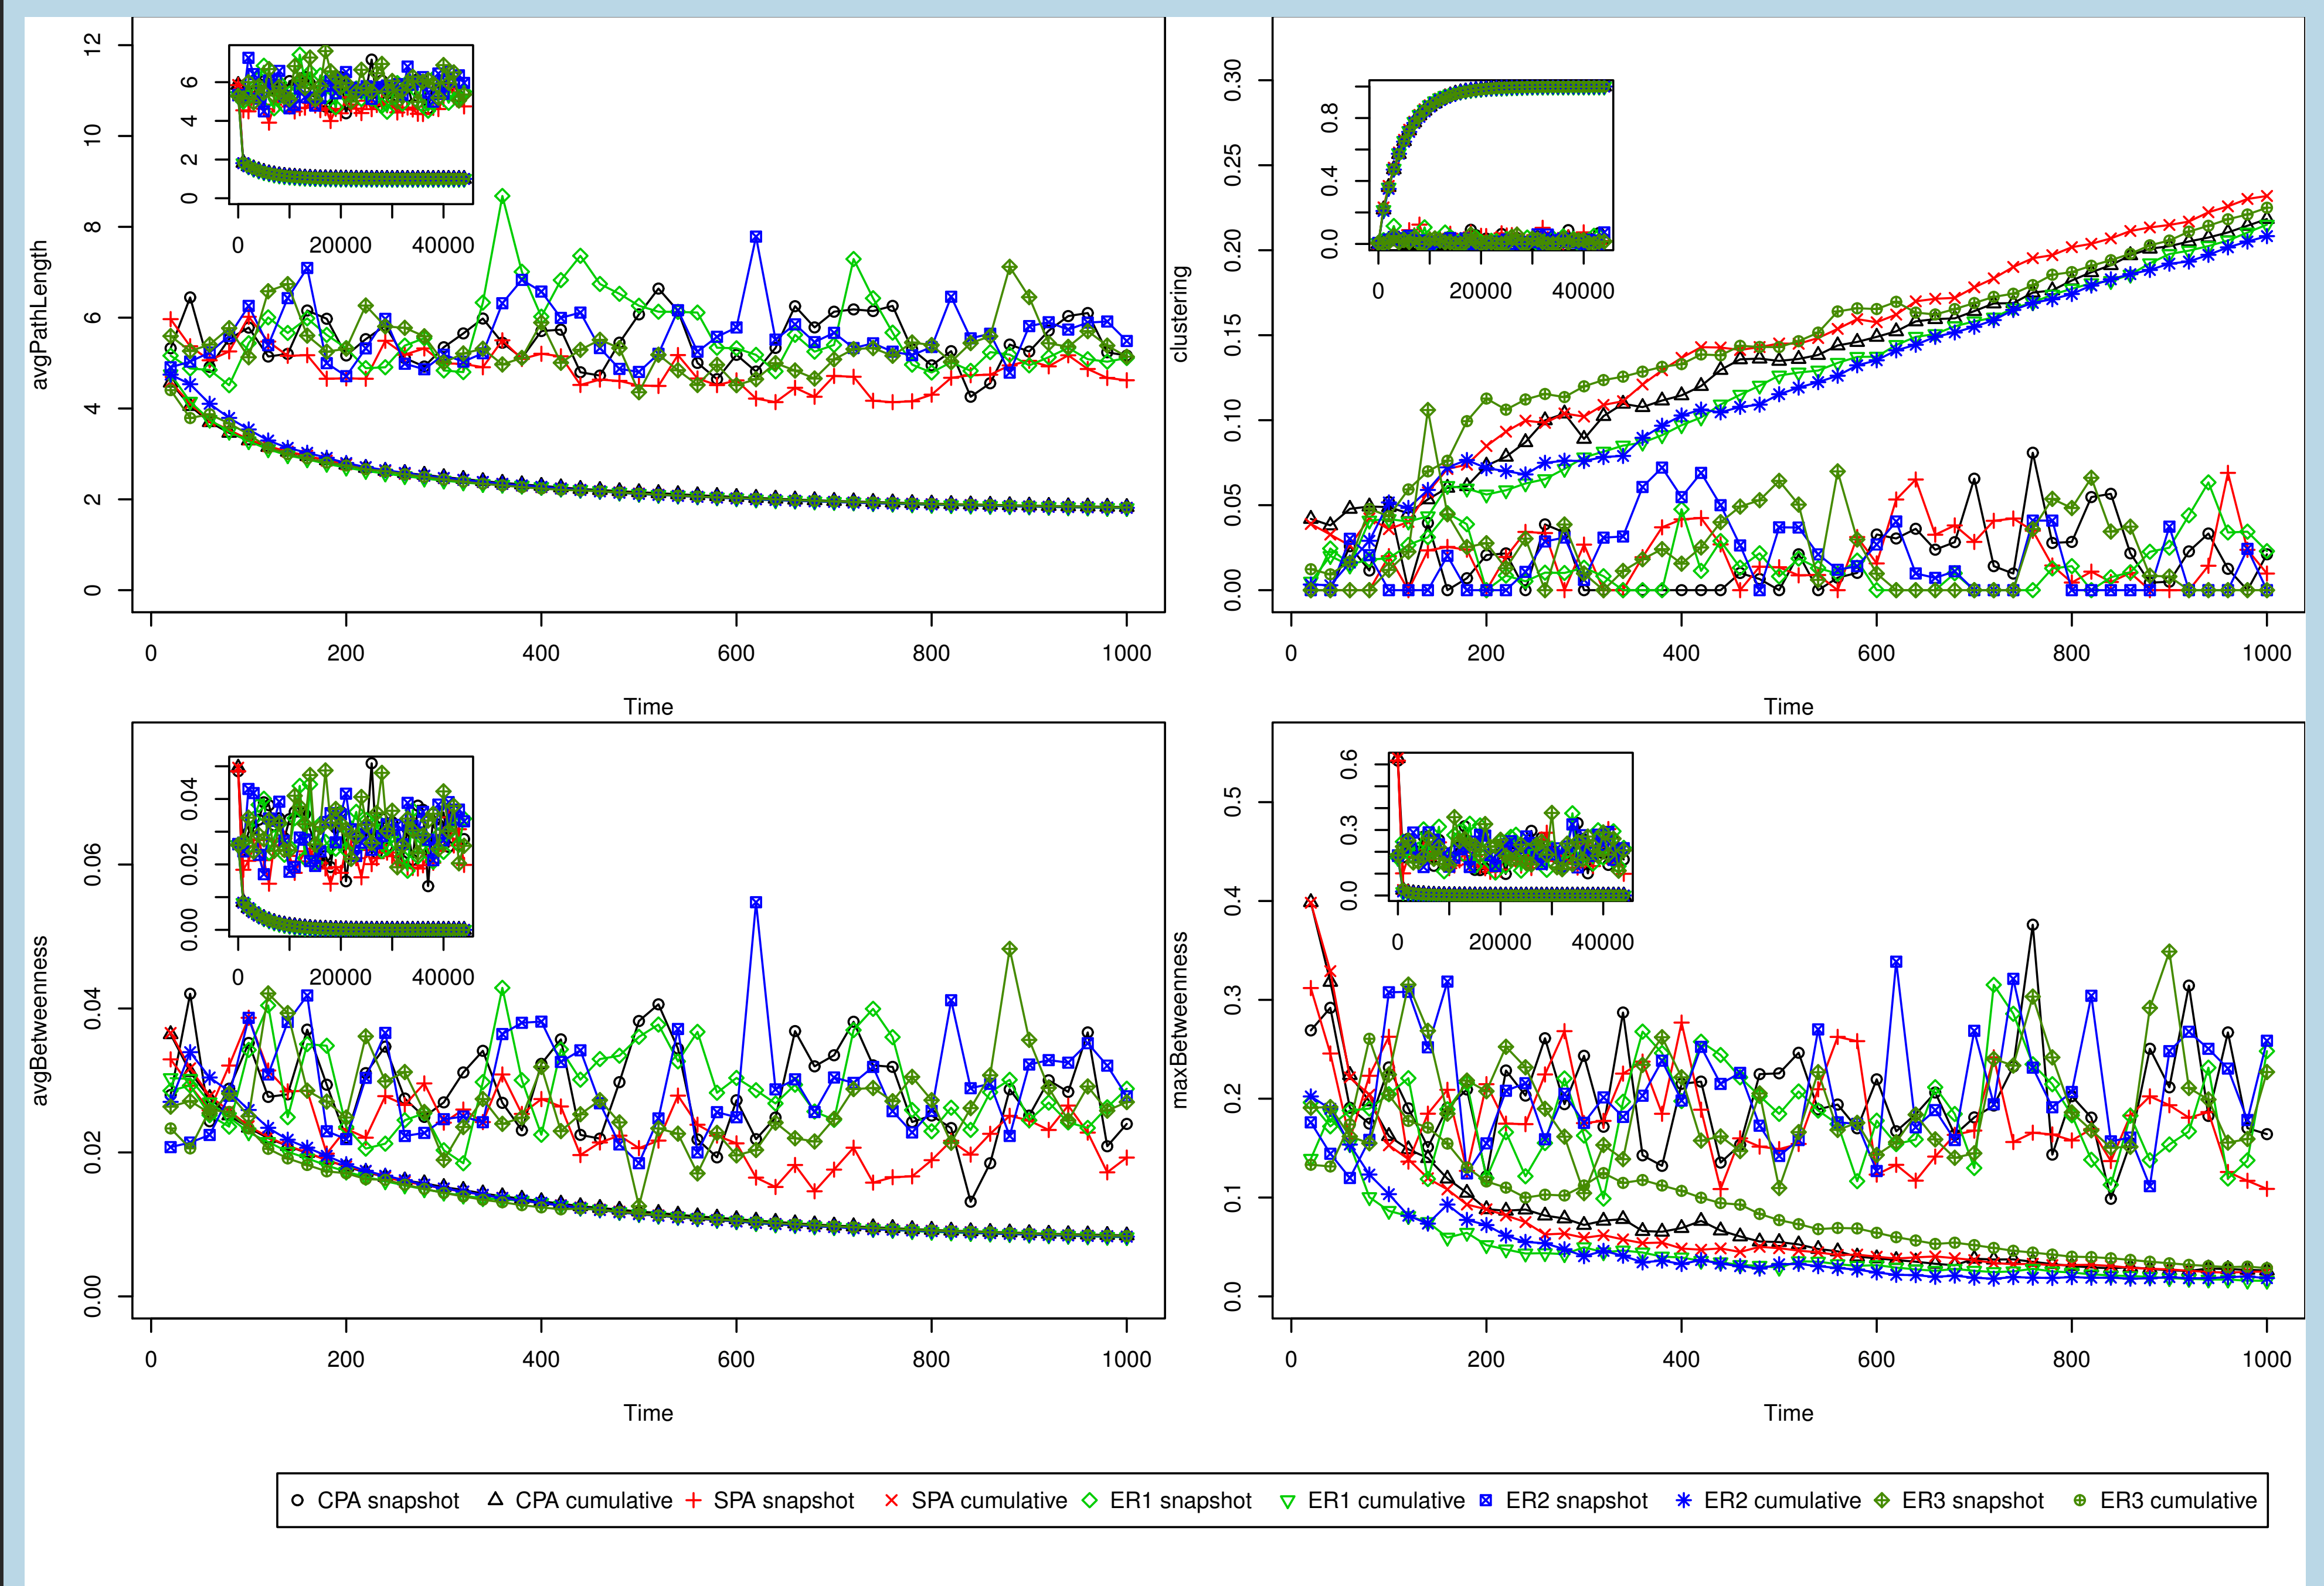 avgPathLength
0 2 4 6 8 10 12
0 200 400 600 800 1000
Time
0 2 4 6
0 20000 40000
clustering
0.00 0.05 0.10 0.15 0.20 0.25 0.30
0 200 400 600 800 1000
Time
0.0 0.4 0.8
0 20000 40000
avgBetweenness
0.00 0.02 0.04 0.06
0 200 400 600 800 1000
Time
0.00 0.02 0.04
0 20000 40000
maxBetweenness
0.0 0.1 0.2 0.3 0.4 0.5
0 200 400 600 800 1000
Time
0.0 0.3 0.6
0 20000 40000
CPA snapshot CPA cumulative SPA snapshot SPA cumulative ER1 snapshot ER1 cumulative ER2 snapshot ER2 cumulative ER3 snapshot ER3 cumulative